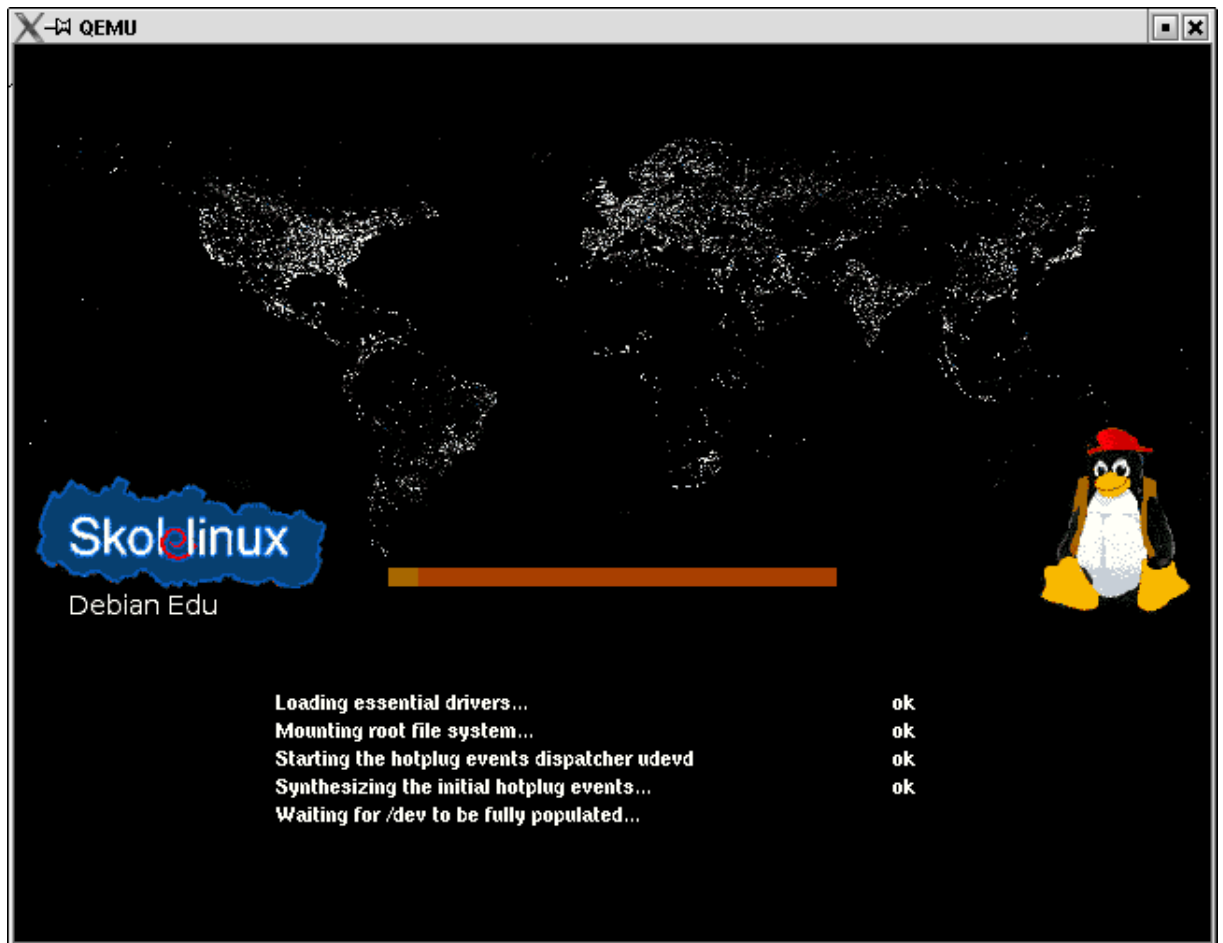 QEMU
Skolelinux
Debian Edu
Loading essential drivers... ok
Mounting root file system... ok
Starting the hotplug events dispatcher udevd ok
Synthesizing the initial hotplug events... ok
Waiting for /dev to be fully populated...